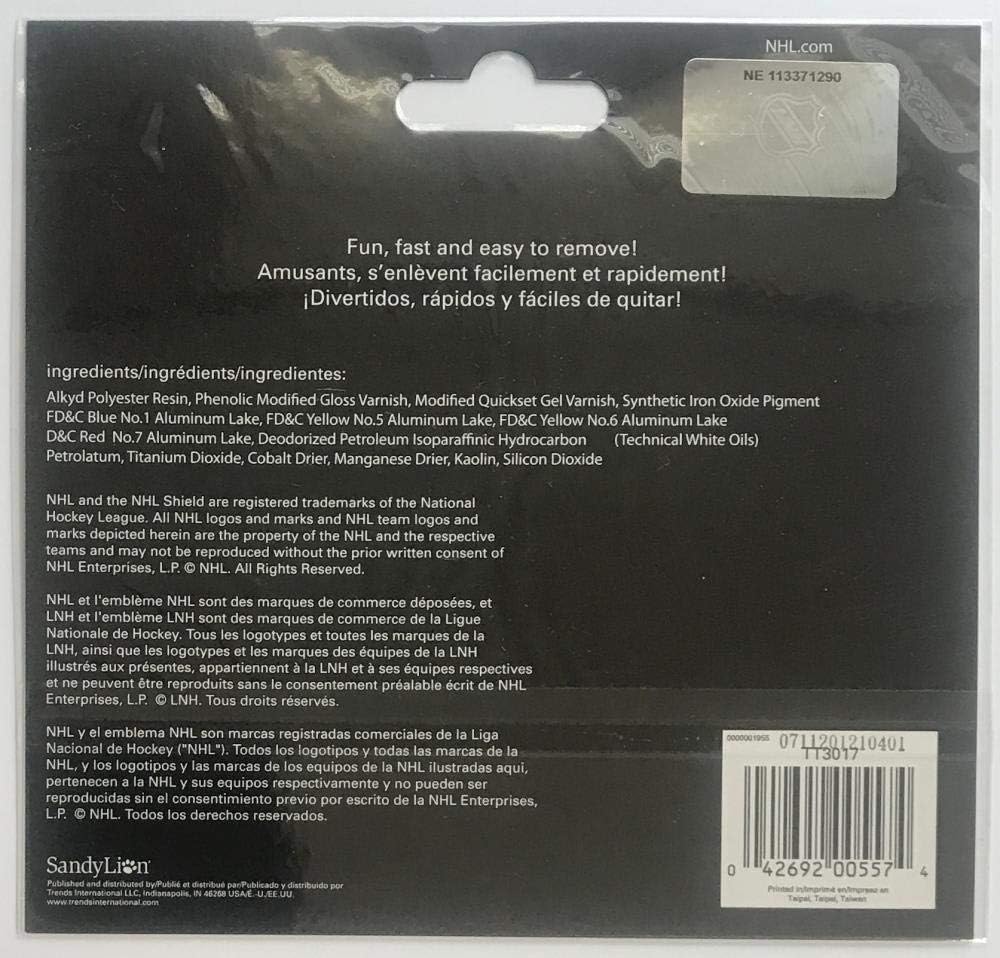 NHL.com
NE 113371290
Fun, fast and easy to remove!
Amusants, s'enlèvent facilement et rapidement!
¡Divertidos, rápidos y fáciles de quitar!
ingredients/ingrédients/ingredientes:
Alkyd Polyester Resin, Phenolic Modified Gloss Varnish, Modified Quickset Gel Varnish, Synthetic Iron Oxide Pigment
FD&C Blue No.1 Aluminum Lake, FD&C Yellow No.5 Aluminum Lake, FD&C Yellow No.6 Aluminum Lake
D&C Red No.7 Aluminum Lake, Deodorized Petroleum Isoparaffinic Hydrocarbon (Technical White Oils)
Petrolatum, Titanium Dioxide, Cobalt Drier, Manganese Drier, Kaolin, Silicon Dioxide
NHL and the NHL Shield are registered trademarks of the National
Hockey League. All NHL logos and marks and NHL team logos and
marks depicted herein are the property of the NHL and the respective
teams and may not be reproduced without the prior written consent of
NHL Enterprises, L.P. © NHL. All Rights Reserved.
NHL et l'emblème NHL sont des marques de commerce déposées, et
LNH et l'emblème LNH sont des marques de commerce de la Ligue
Nationale de Hockey. Tous les logotypes et toutes les marques de la
LNH, ainsi que les logotypes et les marques des équipes de la LNH
illustrés aux présentes, appartiennent à la LNH et à ses équipes respectives
et ne peuvent être reproduits sans le consentement préalable écrit de NHL
Enterprises, L.P. © LNH. Tous droits réservés.
NHL y el emblema NHL son marcas registradas comerciales de la Liga
Nacional de Hockey ("NHL"). Todos los logotipos y todas las marcas de la
NHL, y los logotipos y las marcas de los equipos de la NHL ilustradas aqui,
pertenecen a la NHL y sus equipos respectivamente y no pueden ser
reproducidas sin el consentimiento previo por escrito de la NHL Enterprises,
L.P. © NHL. Todos los derechos reservados.
SandyLion
Published and distributed by/Publié et distribué par/Publicado y distribuido por
Trends International LLC, Indianapolis, IN 46268 USA/É.-U./EE.UU.
www.trendsinternational.com
0000001955 0711201210401
TT3017
0 42692 00557 4
Printed in/Imprimé en/Impreso en
Taipei, Taipei, Taiwan